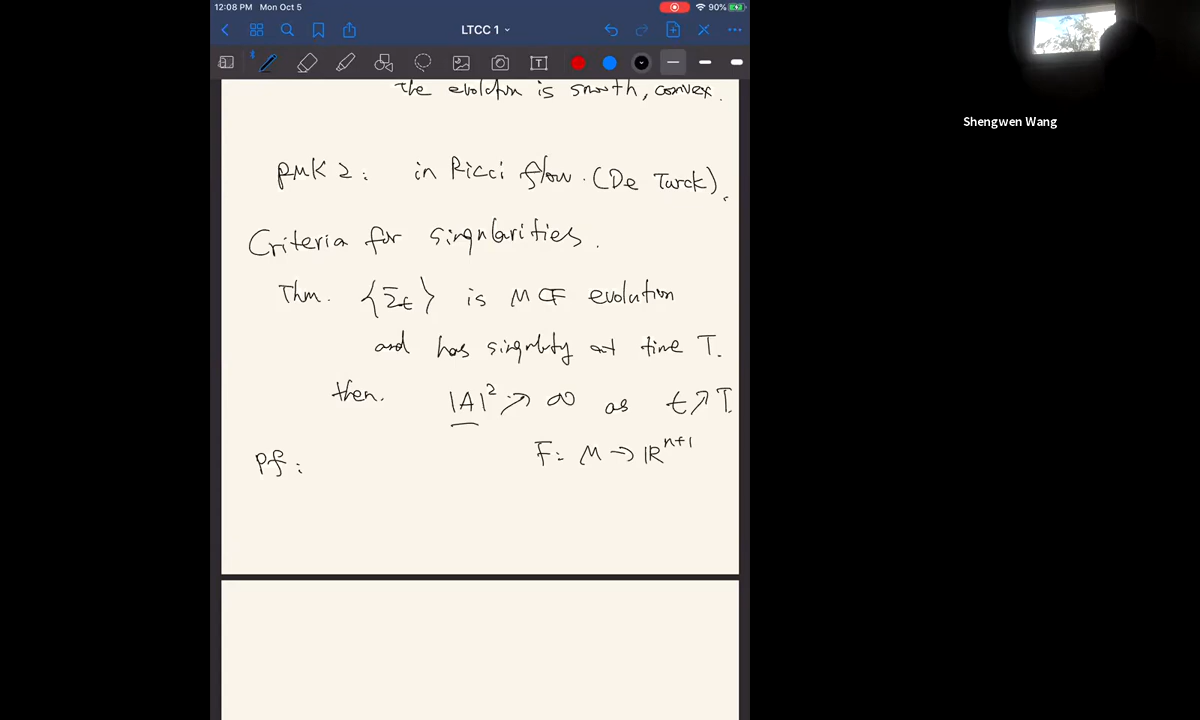 12:08 PM Mon Oct 5
90%
LTCC 1
the evolution is smooth, convex.
RMK 2: in Ricci flow. (De Turck).
Criteria for singularities.
Thm. {Σt} is MCF evolution
and has singulety at time T.
then. |A|² ↗ ∞ as t ↗ T.
Pf: F: M → ℝⁿ⁺¹
Shengwen Wang